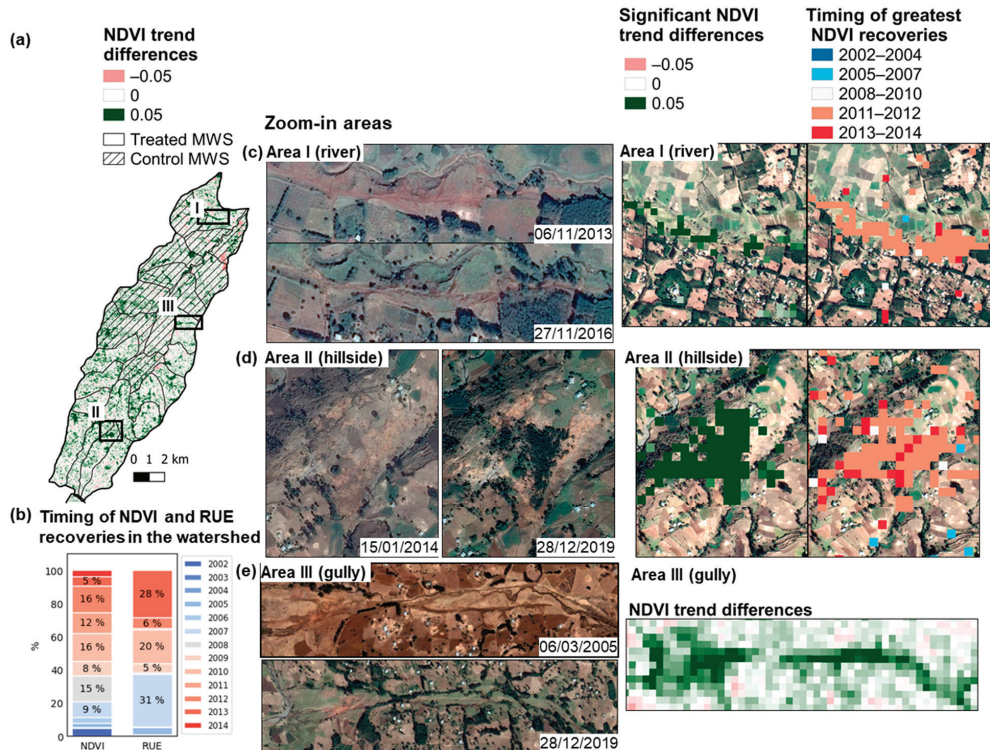 (a)
NDVI trend
differences
–0.05
0
0.05
Treated MWS
Control MWS
I
III
II
0 1 2 km
(b) Timing of NDVI and RUE
recoveries in the watershed
100
80
60
40
20
0
%
5 %
16 %
12 %
16 %
8 %
15 %
9 %
28 %
6 %
20 %
5 %
31 %
NDVI
RUE
2002
2003
2004
2005
2006
2007
2008
2009
2010
2011
2012
2013
2014
Zoom-in areas
(c) Area I (river)
06/11/2013
27/11/2016
(d) Area II (hillside)
15/01/2014
28/12/2019
(e) Area III (gully)
06/03/2005
28/12/2019
Significant NDVI
trend differences
–0.05
0
0.05
Timing of greatest
NDVI recoveries
2002–2004
2005–2007
2008–2010
2011–2012
2013–2014
Area I (river)
Area II (hillside)
Area III (gully)
NDVI trend differences